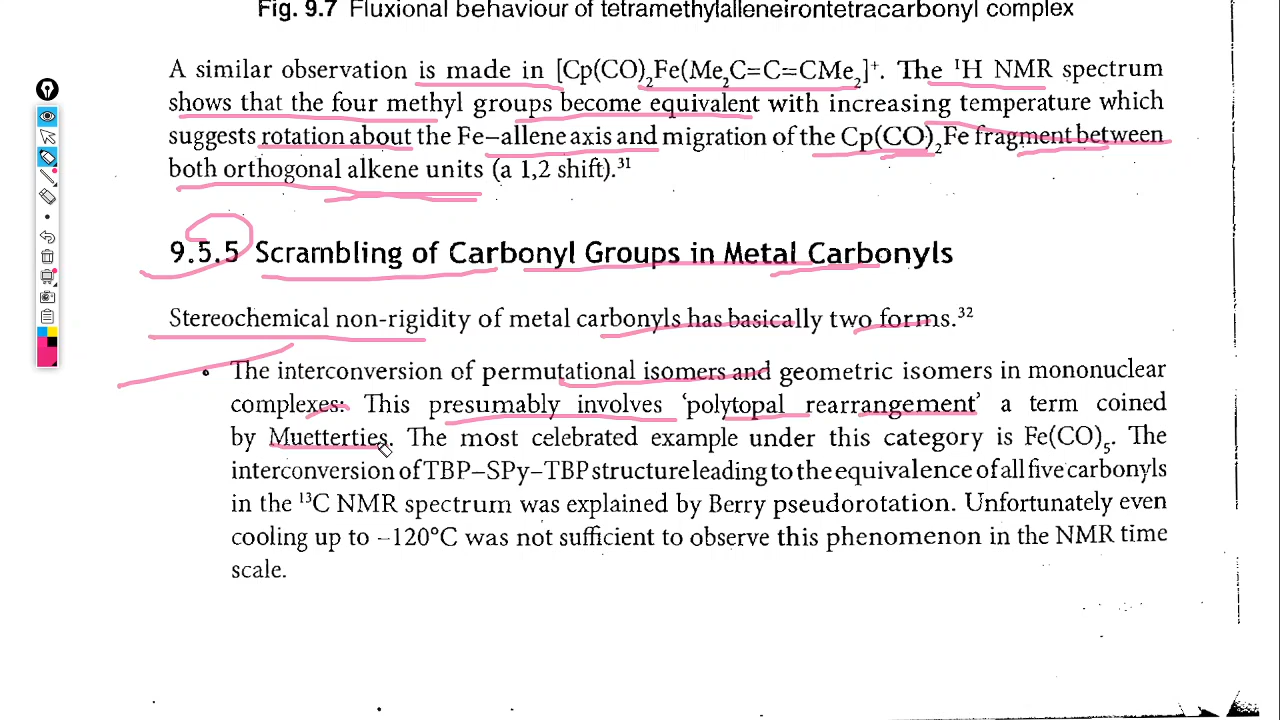 Fig. 9.7 Fluxional behaviour of tetramethylalleneirontetracarbonyl complex
A similar observation is made in [Cp(CO)₂Fe(Me₂C=C=CMe₂]⁺. The ¹H NMR spectrum
shows that the four methyl groups become equivalent with increasing temperature which
suggests rotation about the Fe–allene axis and migration of the Cp(CO)₂Fe fragment between
both orthogonal alkene units (a 1,2 shift).³¹
9.5.5 Scrambling of Carbonyl Groups in Metal Carbonyls
Stereochemical non-rigidity of metal carbonyls has basically two forms.³²
• The interconversion of permutational isomers and geometric isomers in mononuclear
complexes: This presumably involves ‘polytopal rearrangement’ a term coined
by Muetterties. The most celebrated example under this category is Fe(CO)₅. The
interconversion of TBP–SPy–TBP structure leading to the equivalence of all five carbonyls
in the ¹³C NMR spectrum was explained by Berry pseudorotation. Unfortunately even
cooling up to –120°C was not sufficient to observe this phenomenon in the NMR time
scale.